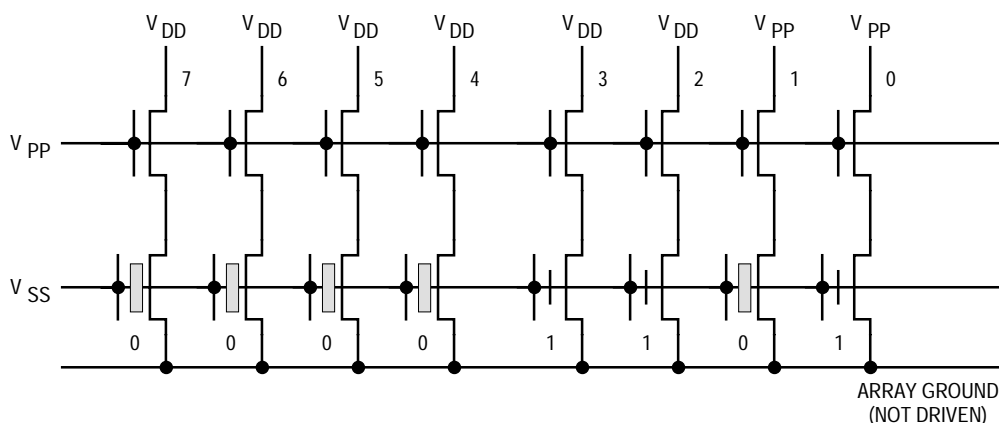 V DD V DD V DD V DD V DD V DD V PP V PP
7 6 5 4 3 2 1 0
V PP
V SS
0 0 0 0 1 1 0 1
ARRAY GROUND
(NOT DRIVEN)